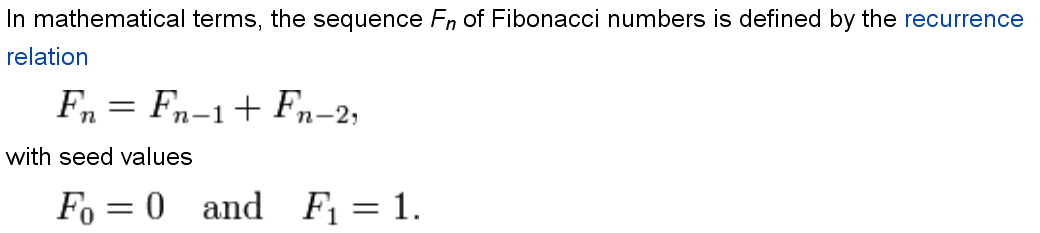 In mathematical terms, the sequence Fn of Fibonacci numbers is defined by the recurrence
relation
Fn = Fn−1 + Fn−2,
with seed values
F0 = 0 and F1 = 1.